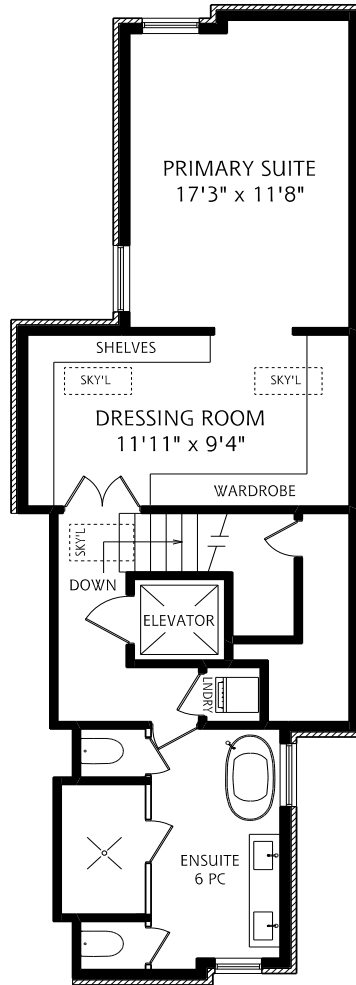 PRIMARY SUITE
17'3" x 11'8"
SHELVES
SKY'L
SKY'L
DRESSING ROOM
11'11" x 9'4"
WARDROBE
SKY'L
DOWN
ELEVATOR
LNDRY
ENSUITE
6 PC